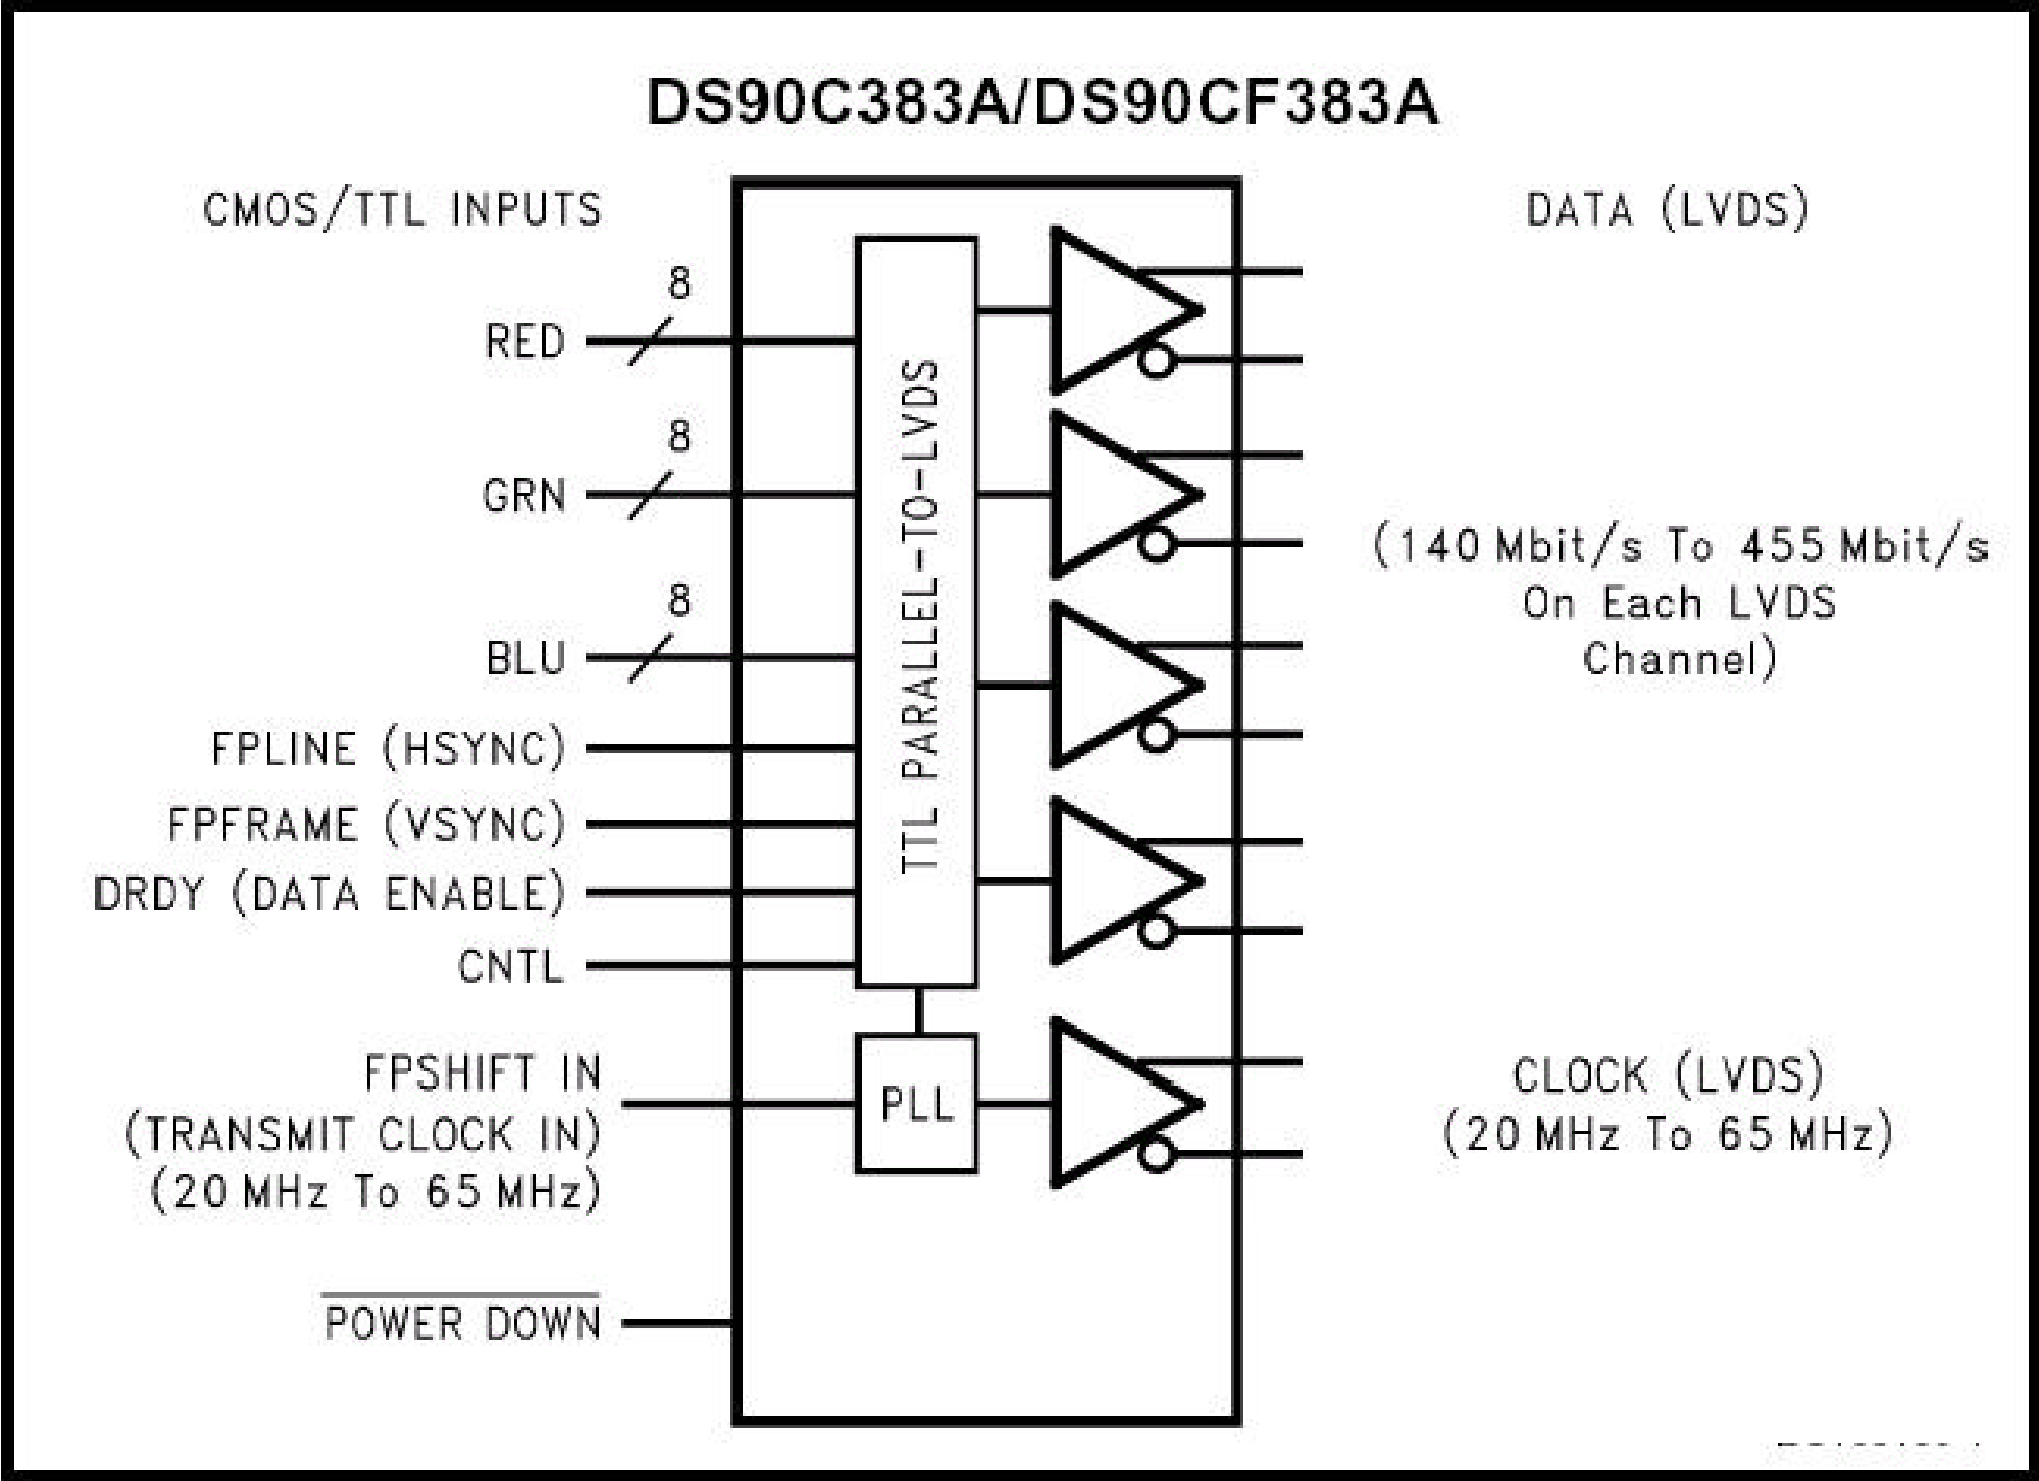 DS90C383A/DS90CF383A
CMOS/TTL INPUTS
DATA (LVDS)
8
RED
8
GRN
8
BLU
FPLINE (HSYNC)
FPFRAME (VSYNC)
DRDY (DATA ENABLE)
CNTL
FPSHIFT IN
(TRANSMIT CLOCK IN)
(20 MHz To 65 MHz)
POWER DOWN
TTL PARALLEL-TO-LVDS
PLL
(140 Mbit/s To 455 Mbit/s
On Each LVDS
Channel)
CLOCK (LVDS)
(20 MHz To 65 MHz)